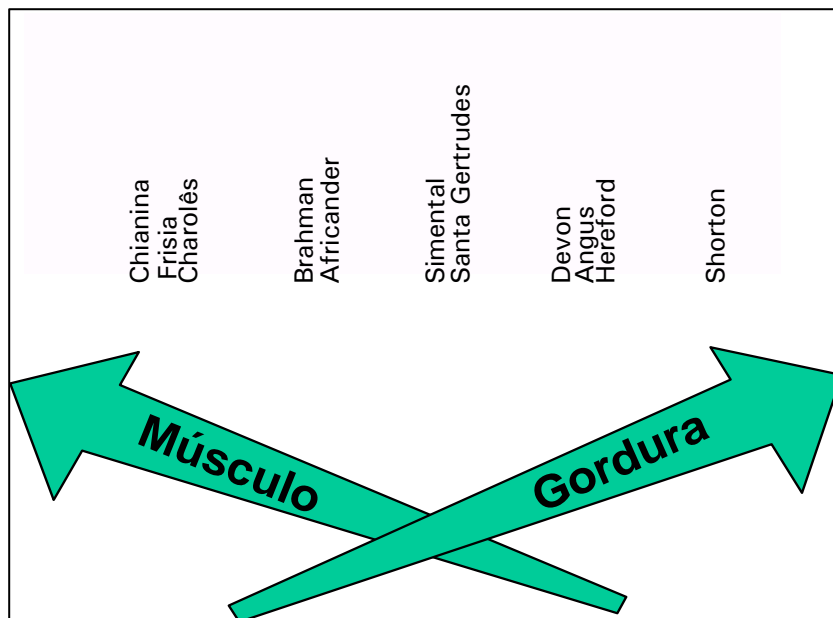 Chianina
Frisia
Charolês
Brahman
Africander
Simental
Santa Gertrudes
Devon
Angus
Hereford
Shorton
Músculo
Gordura